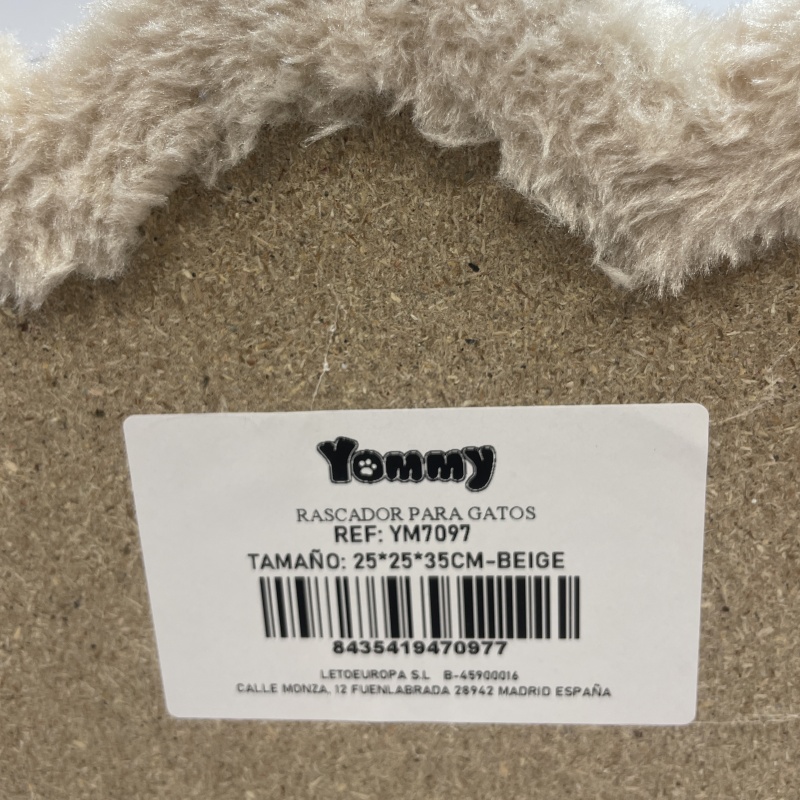 Yommy
RASCADOR PARA GATOS
REF: YM7097
TAMAÑO: 25*25*35CM-BEIGE
8435419470977
LETOEUROPA S.L B-45900016
CALLE MONZA, 12 FUENLABRADA 28942 MADRID ESPAÑA